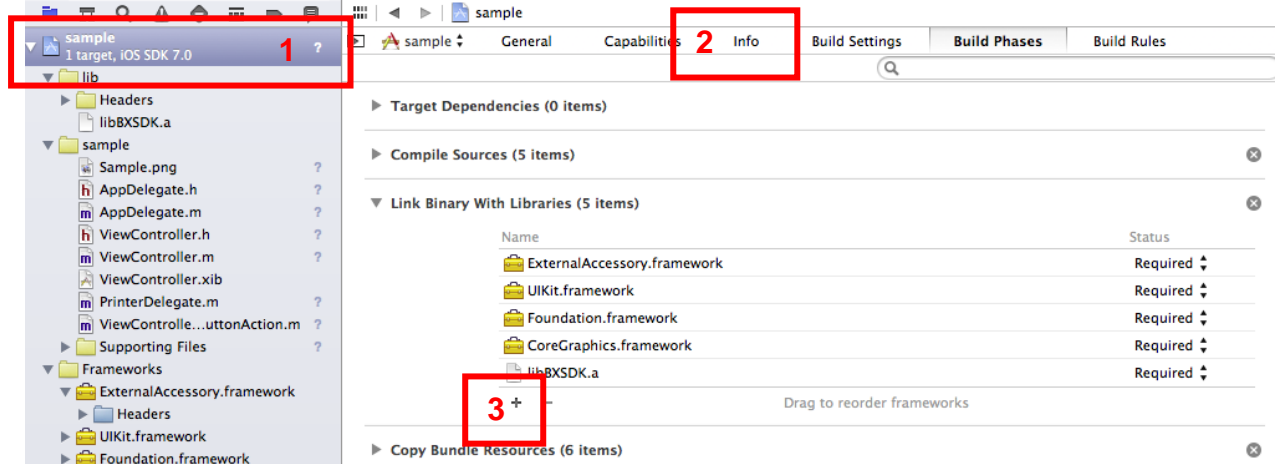 sample
sample
1 target, iOS SDK 7.0
1
?
lib
Headers
libBXSDK.a
sample
Sample.png ?
AppDelegate.h ?
AppDelegate.m ?
ViewController.h ?
ViewController.m ?
ViewController.xib
PrinterDelegate.m ?
ViewControlle...uttonAction.m ?
Supporting Files ?
Frameworks
ExternalAccessory.framework
Headers
UIKit.framework
Foundation.framework
sample General Capabilities 2 Info Build Settings Build Phases Build Rules
Target Dependencies (0 items)
Compile Sources (5 items)
Link Binary With Libraries (5 items)
Name Status
ExternalAccessory.framework Required
UIKit.framework Required
Foundation.framework Required
CoreGraphics.framework Required
libBXSDK.a Required
3 + − Drag to reorder frameworks
Copy Bundle Resources (6 items)